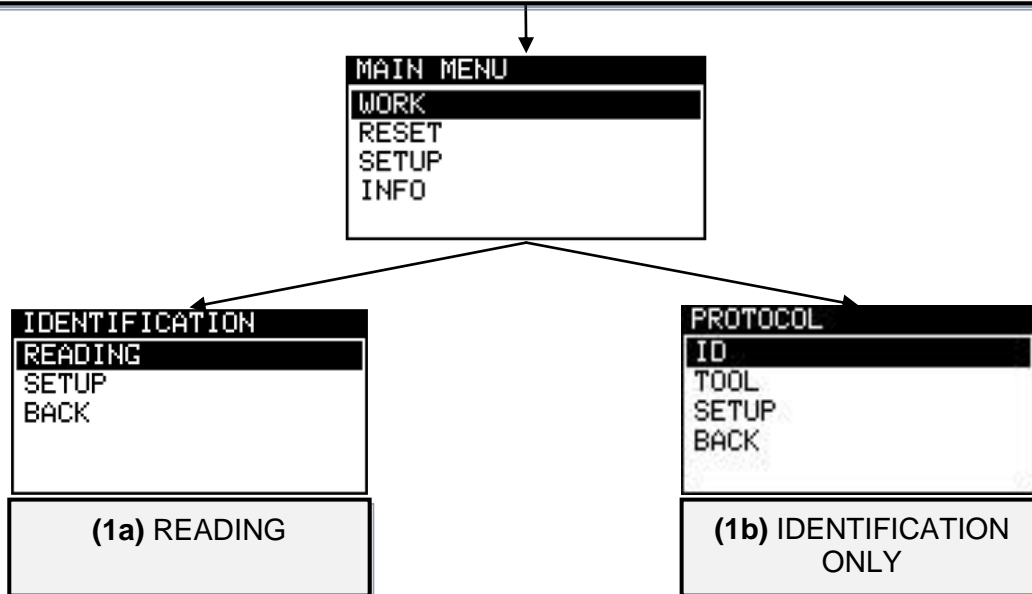 MAIN MENU
WORK
RESET
SETUP
INFO
IDENTIFICATION
READING
SETUP
BACK
(1a) READING
PROTOCOL
ID
TOOL
SETUP
BACK
(1b) IDENTIFICATION
ONLY